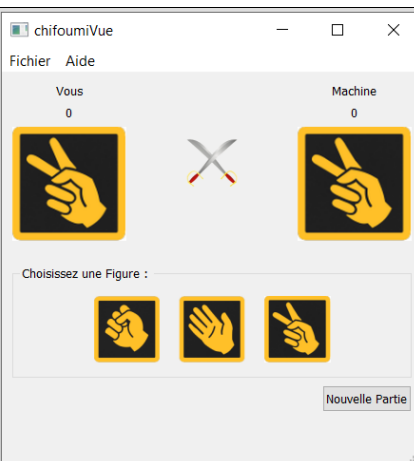 chifoumiVue
Fichier Aide
Vous Machine
0 0
Choisissez une Figure :
Nouvelle Partie